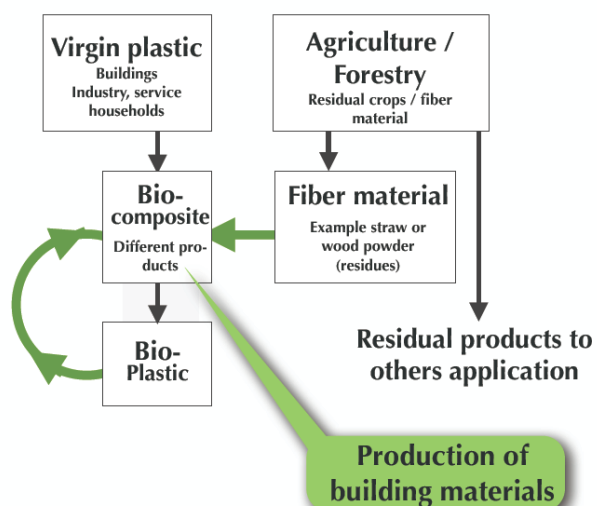 Virgin plastic
Buildings
Industry, service
households
Agriculture /
Forestry
Residual crops / fiber
material
Bio-
composite
Different pro-
ducts
Fiber material
Example straw or
wood powder
(residues)
Bio-
Plastic
Residual products to
others application
Production of
building materials